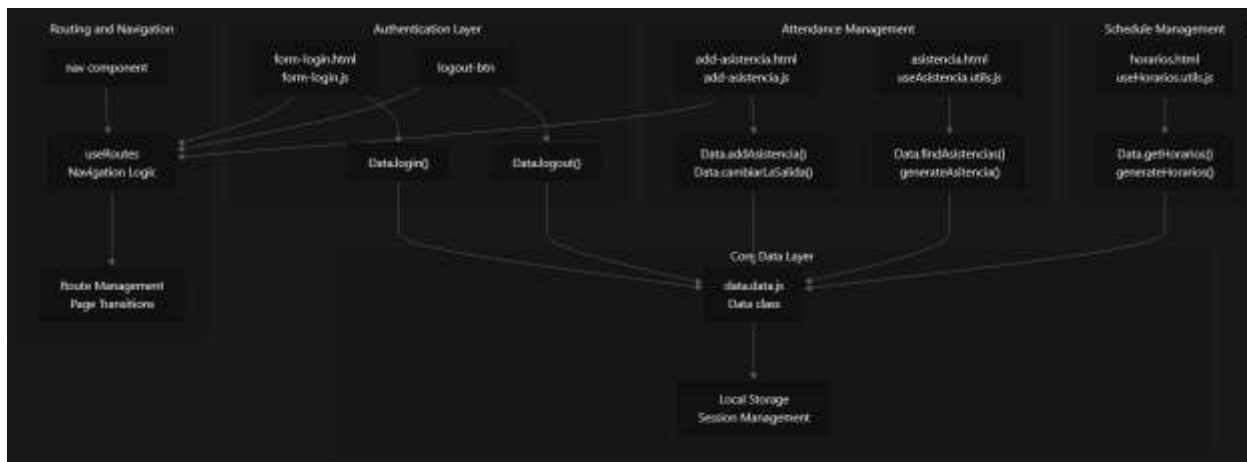 Routing and Navigation
Authentication Layer
Attendance Management
Schedule Management
nav component
form-login.html
form-login.js
logout-btn
add-asistencia.html
add-asistencia.js
asistencia.html
useAsistencia.utils.js
horarios.html
useHorarios.utils.js
useRoutes
Navigation Logic
Data.login()
Data.logout()
Data.addAsistencia()
Data.cambiarLaSalida()
Data.findAsistencias()
generateAsitencia()
Data.getHorarios()
generateHorarios()
Core Data Layer
Route Management
Page Transitions
data.data.js
Data class
Local Storage
Session Management